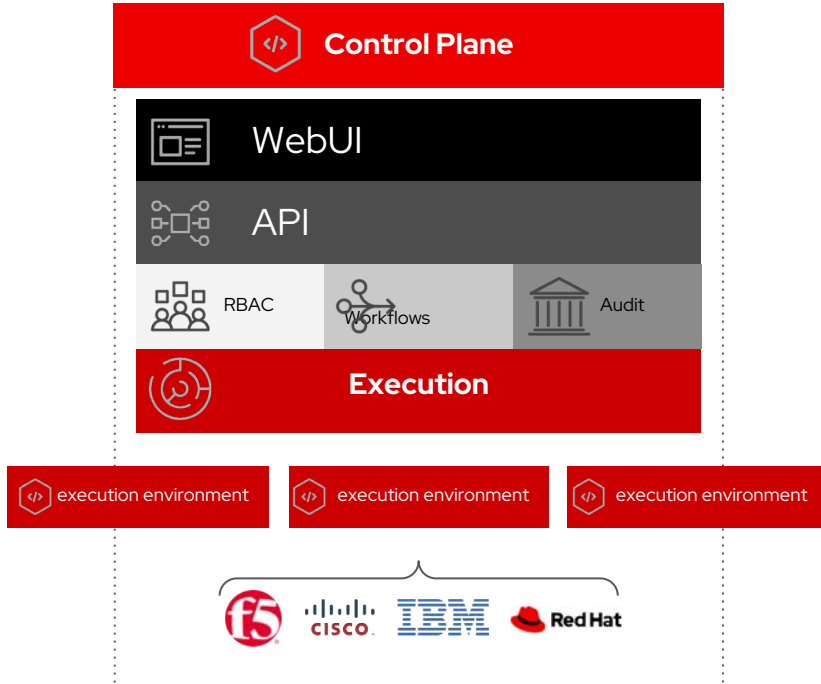 </> Control Plane
WebUI
API
RBAC
Workflows
Audit
Execution
</> execution environment
</> execution environment
</> execution environment
f5
CISCO
IBM
Red Hat